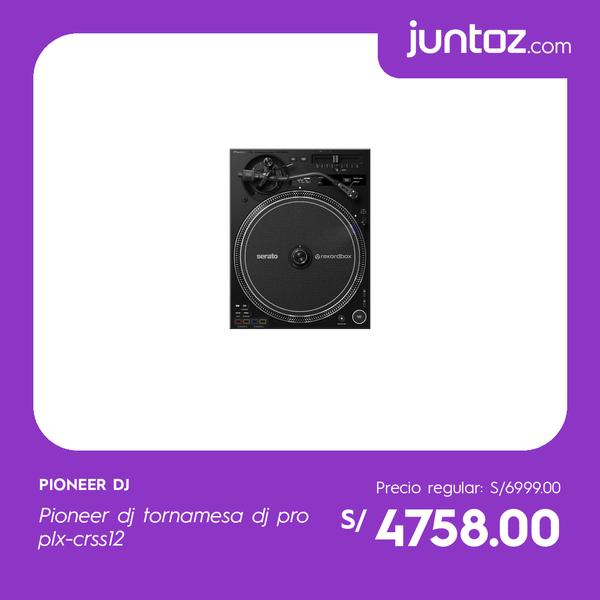 juntoz.com
serato
rekordbox
PIONEER DJ
Pioneer dj tornamesa dj pro
plx-crss12
Precio regular: S/6999.00
S/ 4758.00